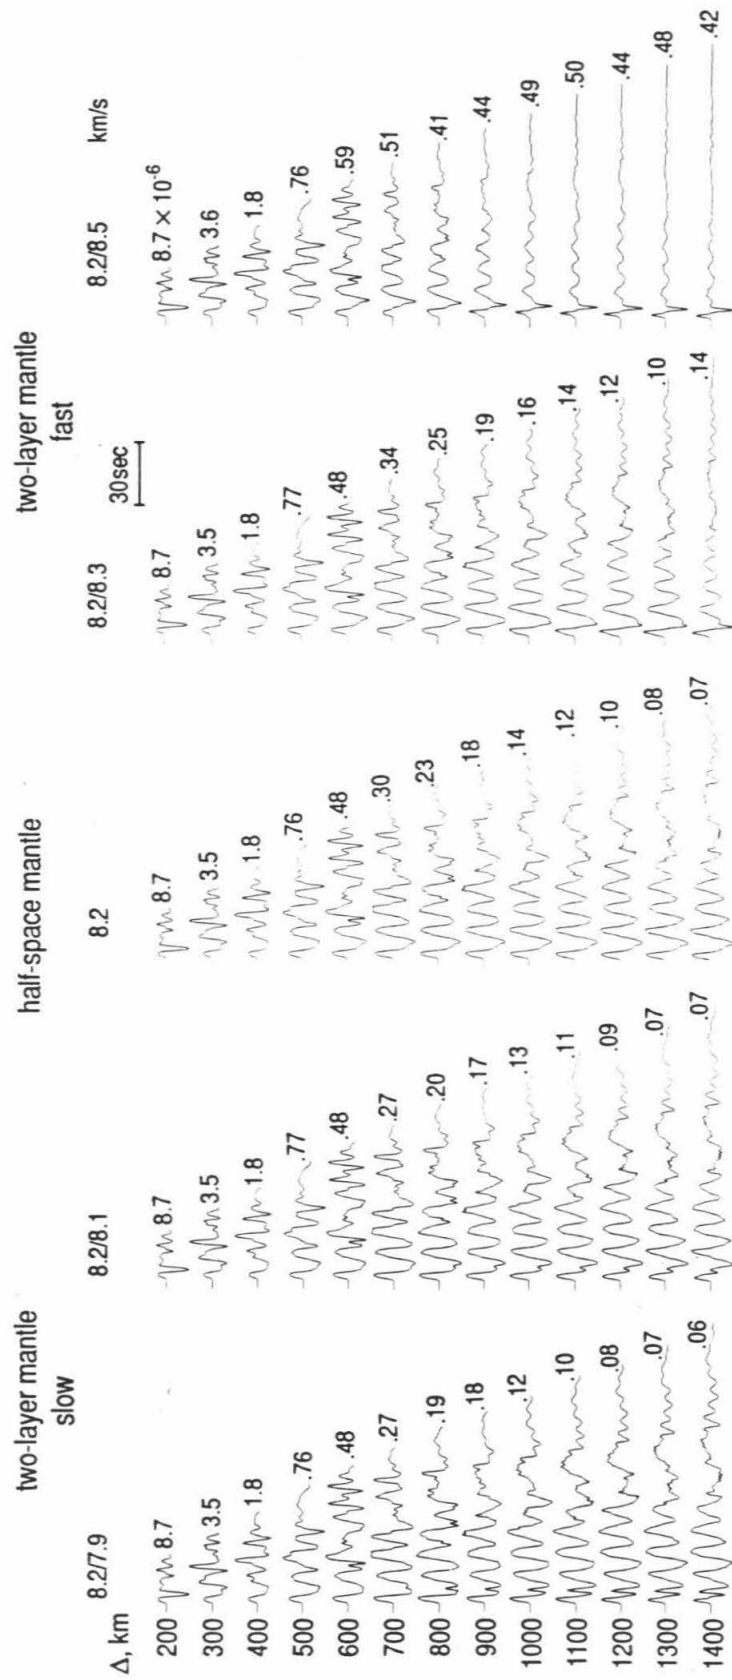 two-layer mantle
slow
half-space mantle
two-layer mantle
fast
8.2/7.9
8.2/8.1
8.2
8.2/8.3
8.2/8.5
km/s
30sec
Δ, km
200 8.7 8.7 8.7 8.7 8.7 × 10⁻⁶
300 3.5 3.5 3.5 3.5 3.6
400 1.8 1.8 1.8 1.8 1.8
500 .76 .77 .76 .77 .76
600 .48 .48 .48 .48 .59
700 .27 .27 .30 .34 .51
800 .19 .20 .23 .25 .41
900 .18 .17 .18 .19 .44
1000 .12 .13 .14 .16 .49
1100 .10 .11 .12 .14 .50
1200 .08 .09 .10 .12 .44
1300 .07 .07 .08 .10 .48
1400 .06 .07 .07 .14 .42